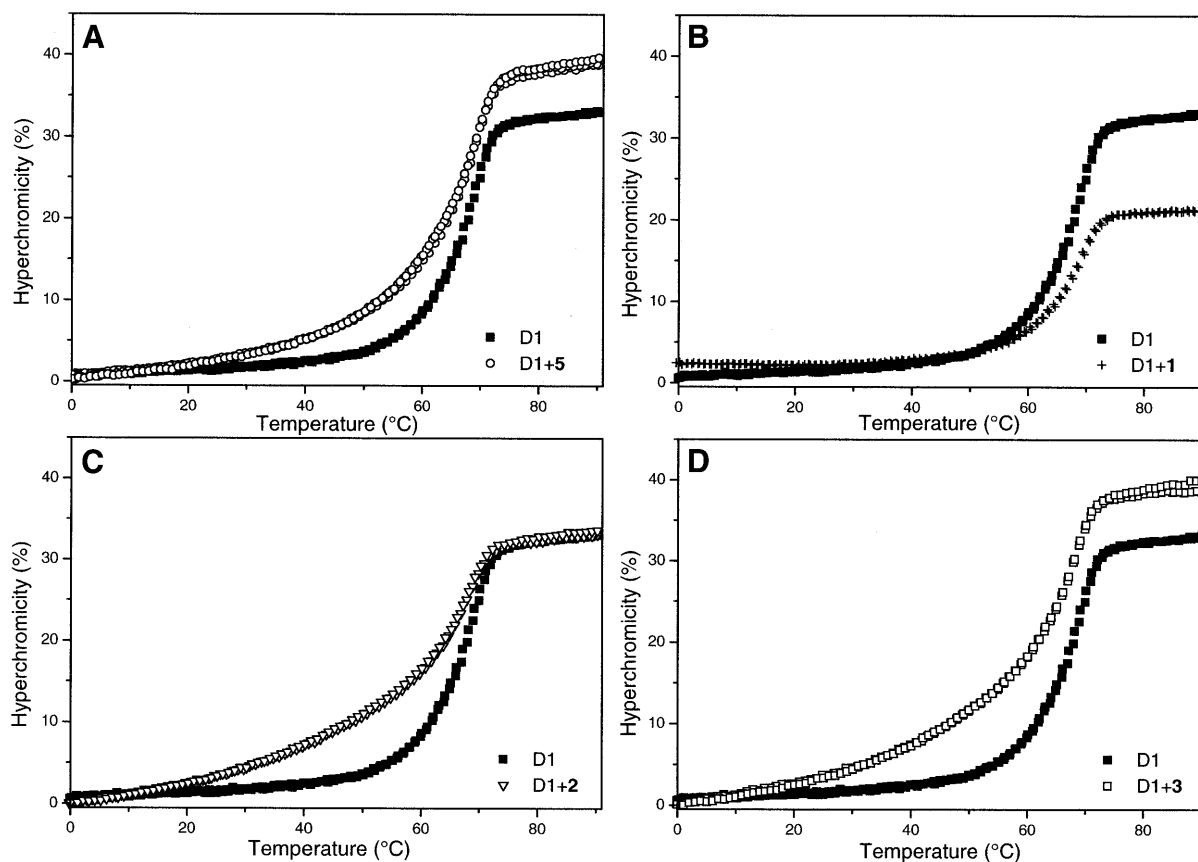 A
Hyperchromicity (%)
40
30
20
10
0
D1
D1+5
0 20 40 60 80
Temperature (°C)
B
Hyperchromicity (%)
40
30
20
10
0
D1
D1+1
0 20 40 60 80
Temperature (°C)
C
Hyperchromicity (%)
40
30
20
10
0
D1
D1+2
0 20 40 60 80
Temperature (°C)
D
Hyperchromicity (%)
40
30
20
10
0
D1
D1+3
0 20 40 60 80
Temperature (°C)